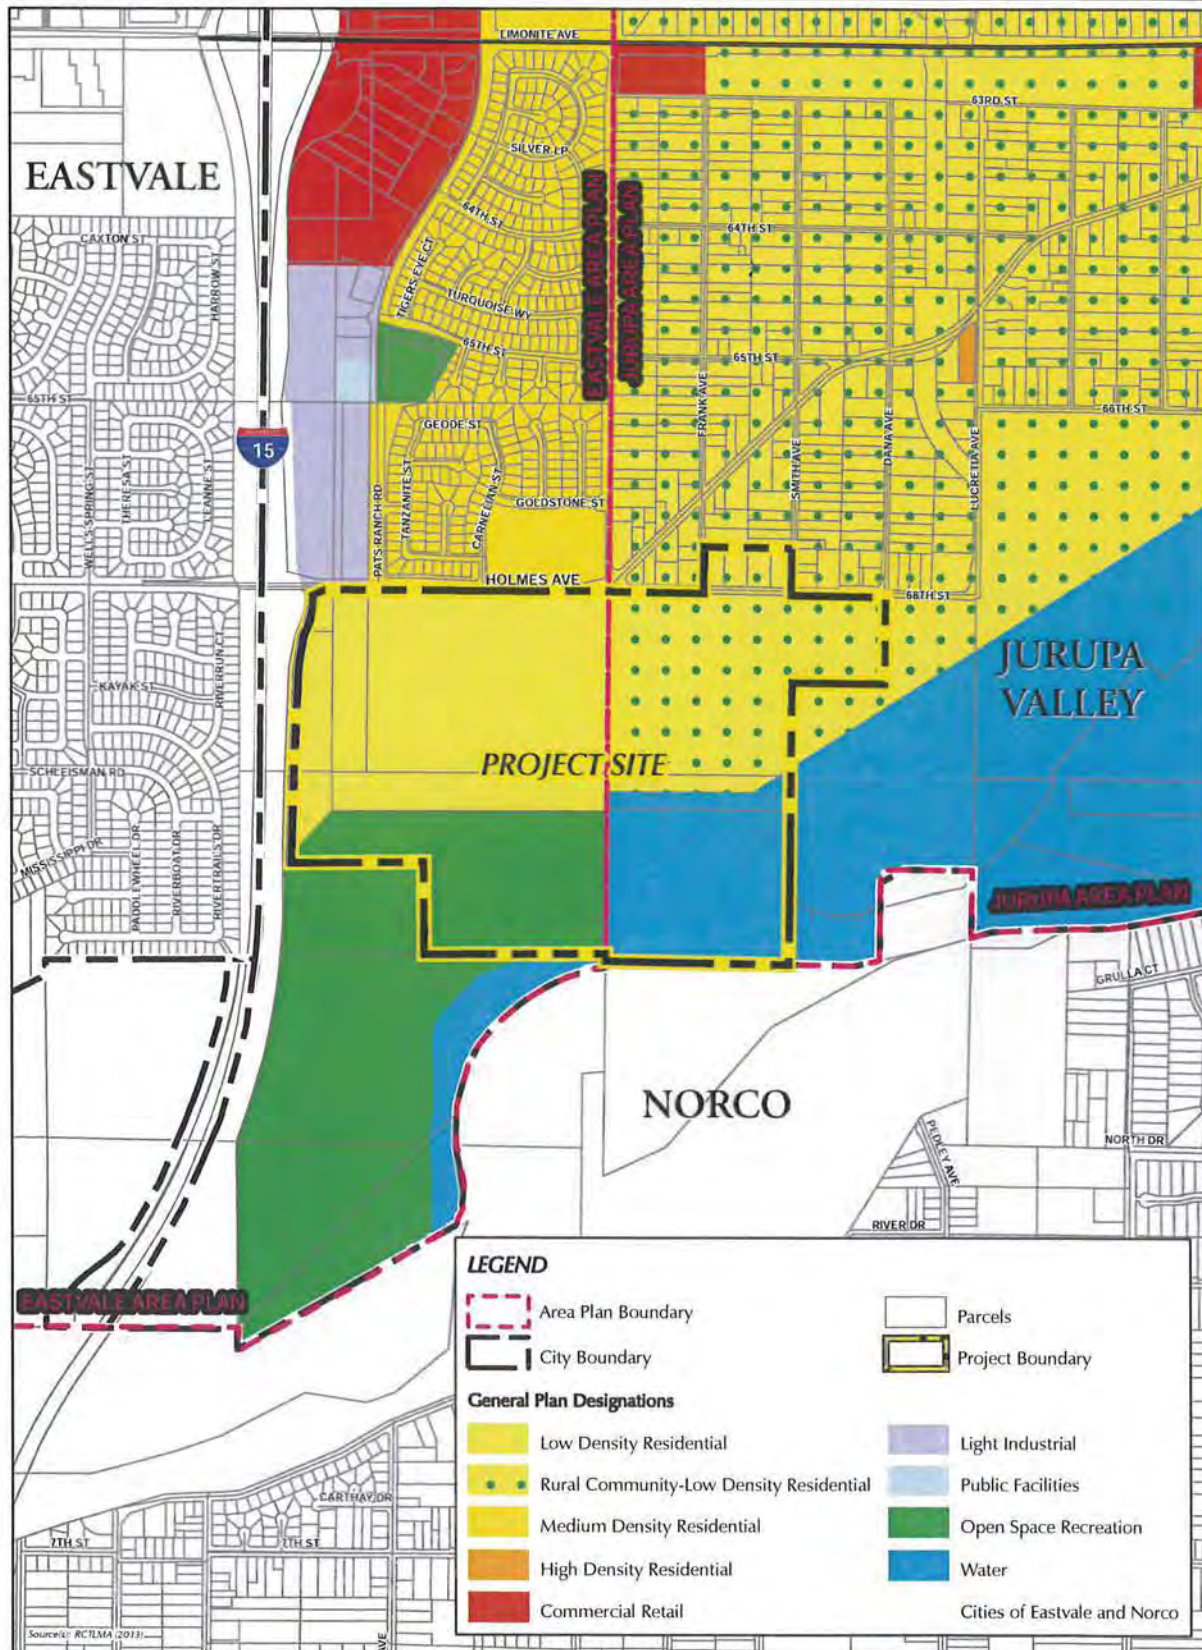 LIMONITE AVE
63RD ST
EASTVALE
SILVER LP
EASTVALE AREA PLAN
JURUPA AREA PLAN
64TH ST
64TH ST
CAXTON ST
HARROW ST
TIGERS EYE CT
TURQUOISE WY
65TH ST
65TH ST
65TH ST
FRANK AVE
66TH ST
GEODE ST
DANA AVE
15
SMITH AVE
LUCRETIA AVE
WELLS SPRING ST
THERESA ST
LEANNE ST
PATS RANCH RD
TANZANITE ST
CARNELIAN ST
GOLDSTONE ST
HOLMES AVE
68TH ST
JURUPA
VALLEY
KAYAK ST
RIVERRUN CT
PROJECT SITE
SCHLEISMAN RD
MISSISSIPPI DR
PADDLEWHEEL DR
RIVERBOAT DR
RIVERTRAILS DR
JURUPA AREA PLAN
GRULLA CT
NORCO
PEDLEY AVE
NORTH DR
RIVER DR
EASTVALE AREA PLAN
LEGEND
Area Plan Boundary
City Boundary
Parcels
Project Boundary
General Plan Designations
Low Density Residential
Rural Community-Low Density Residential
Medium Density Residential
High Density Residential
Commercial Retail
Light Industrial
Public Facilities
Open Space Recreation
Water
Cities of Eastvale and Norco
CARTHAY DR
7TH ST
7TH ST
AVE
Source(s): RCTLMA (2013)